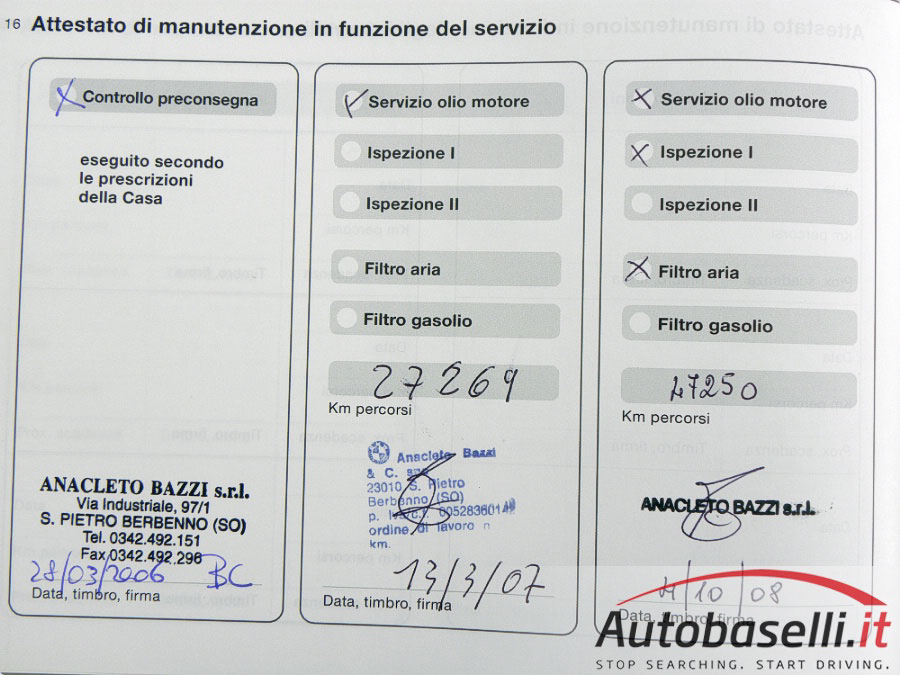 16 Attestato di manutenzione in funzione del servizio
Controllo preconsegna
eseguito secondo
le prescrizioni
della Casa
ANACLETO BAZZI s.r.l.
Via Industriale, 97/1
S. PIETRO BERBENNO (SO)
Tel. 0342.492.151
Fax 0342.492.296
28/03/2006 BC
Data, timbro, firma
Servizio olio motore
Ispezione I
Ispezione II
Filtro aria
Filtro gasolio
27269
Km percorsi
Anacleto Bazzi
& C.
23010 S. Pietro
Berbenno (SO)
ordine di lavoro n
km.
13/3/07
Data, timbro, firma
Servizio olio motore
Ispezione I
Ispezione II
Filtro aria
Filtro gasolio
47250
Km percorsi
ANACLETO BAZZI s.r.l.
/10/08
Data, timbro, firma
Autobaselli.it
STOP SEARCHING. START DRIVING.